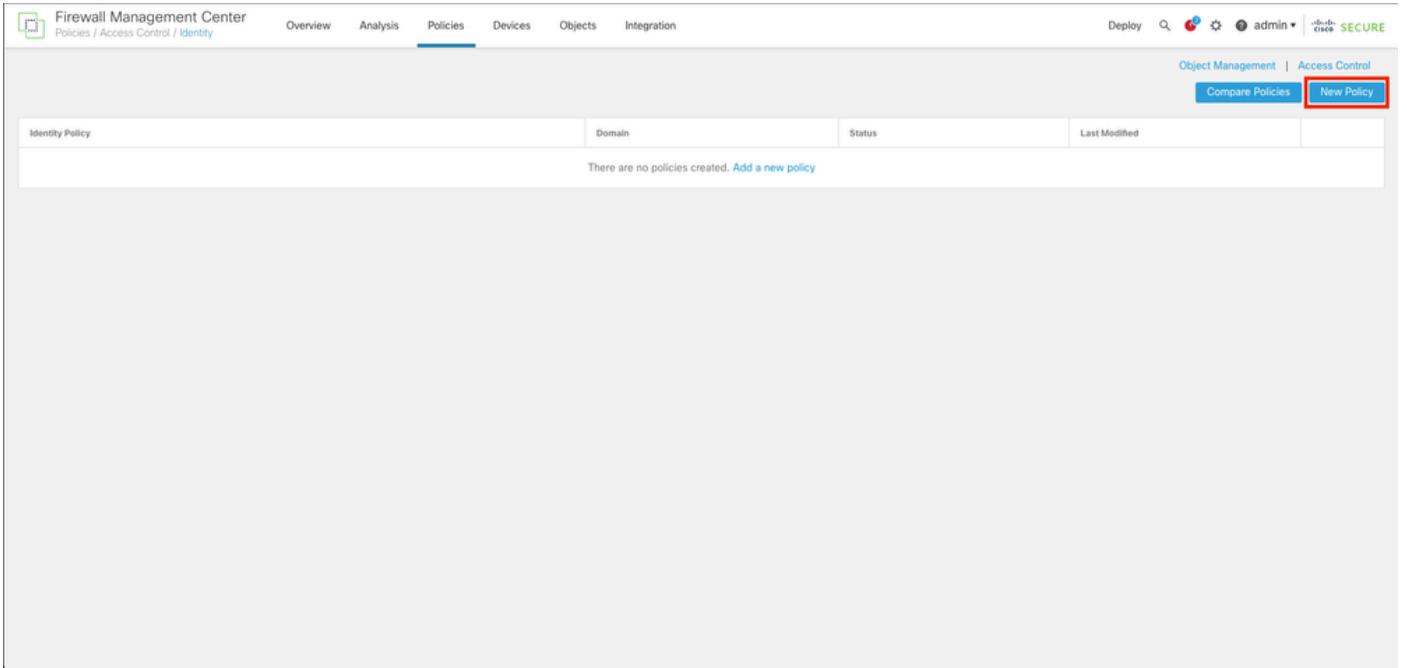 Firewall Management Center
Policies / Access Control / Identity
Overview Analysis Policies Devices Objects Integration
Deploy admin cisco SECURE
Object Management | Access Control
Compare Policies New Policy
Identity Policy Domain Status Last Modified
There are no policies created. Add a new policy